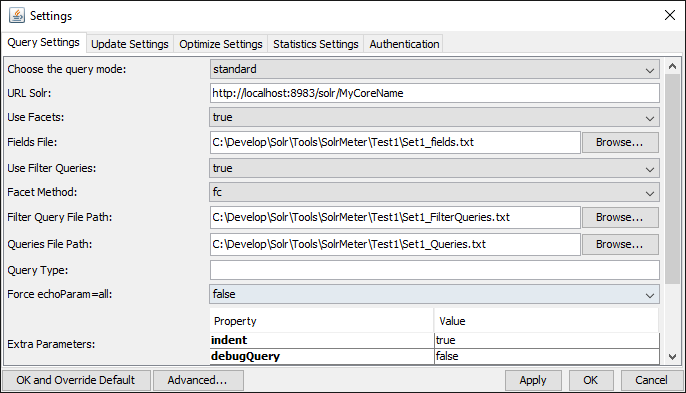 Settings
Query Settings Update Settings Optimize Settings Statistics Settings Authentication
Choose the query mode: standard
URL Solr: http://localhost:8983/solr/MyCoreName
Use Facets: true
Fields File: C:\Develop\Solr\Tools\SolrMeter\Test1\Set1_fields.txt Browse...
Use Filter Queries: true
Facet Method: fc
Filter Query File Path: C:\Develop\Solr\Tools\SolrMeter\Test1\Set1_FilterQueries.txt Browse...
Queries File Path: C:\Develop\Solr\Tools\SolrMeter\Test1\Set1_Queries.txt Browse...
Query Type:
Force echoParam=all: false
Property Value
Extra Parameters: indent true
debugQuery false
OK and Override Default Advanced... Apply OK Cancel